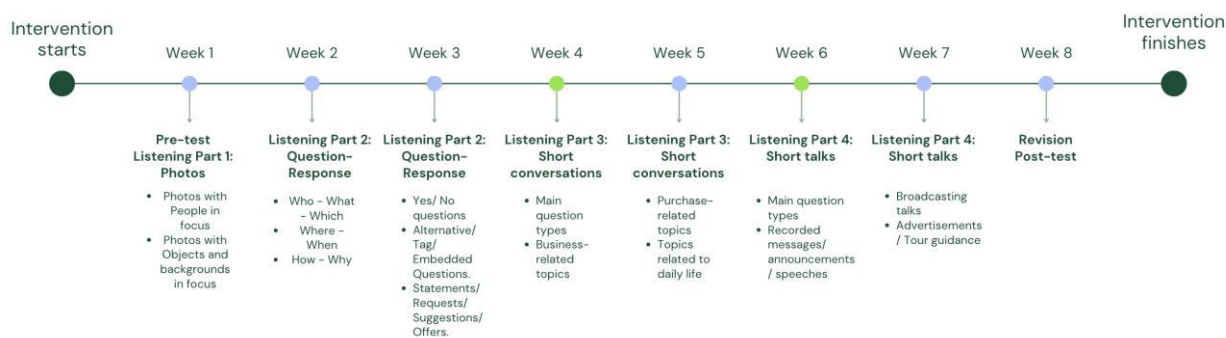 Intervention
starts
Week 1
Week 2
Week 3
Week 4
Week 5
Week 6
Week 7
Week 8
Intervention
finishes
Pre-test
Listening Part 1:
Photos
• Photos with
People in
focus
• Photos with
Objects and
backgrounds
in focus
Listening Part 2:
Question-
Response
• Who - What
- Which
• Where -
When
• How - Why
Listening Part 2:
Question-
Response
• Yes/ No
questions
• Alternative/
Tag/
Embedded
Questions.
• Statements/
Requests/
Suggestions/
Offers.
Listening Part 3:
Short
conversations
• Main
question
types
• Business-
related
topics
Listening Part 3:
Short
conversations
• Purchase-
related
topics
• Topics
related to
daily life
Listening Part 4:
Short talks
• Main question
types
• Recorded
messages/
announcements
/ speeches
Listening Part 4:
Short talks
• Broadcasting
talks
• Advertisements
/ Tour guidance
Revision
Post-test